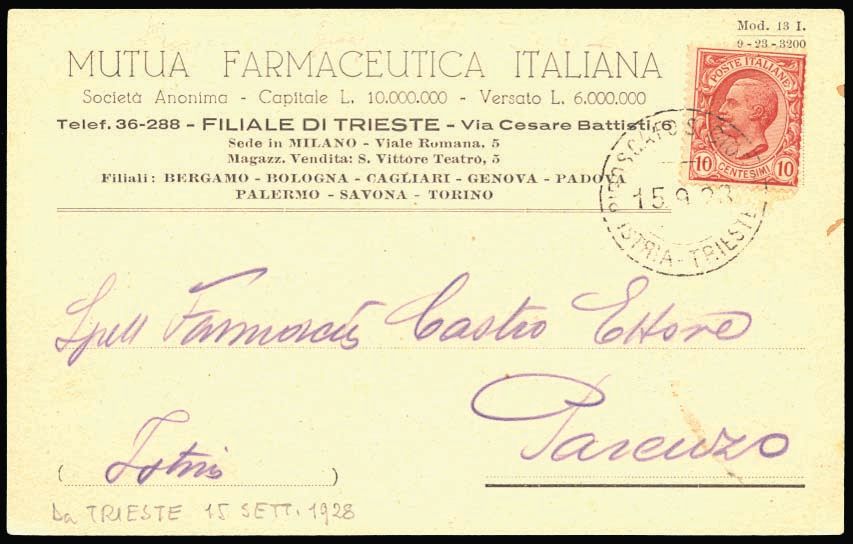 Mod. 13 I.
9 - 23 - 3200
MUTUA FARMACEUTICA ITALIANA
Società Anonima - Capitale L. 10.000.000 - Versato L. 6.000.000
Telef. 36-288 - FILIALE DI TRIESTE - Via Cesare Battisti, 6
Sede in MILANO - Viale Romana, 5
Magazz. Vendita: S. Vittore Teatro, 5
Filiali: BERGAMO - BOLOGNA - CAGLIARI - GENOVA - PADOVA
PALERMO - SAVONA - TORINO
POSTE ITALIANE
10 CENTESIMI 10
PIROSCAFO
15.9.23
ISTRIA - TRIESTE
Spell Farmacia Castro Ettore
Parenzo
( Istria )
Da TRIESTE 15 SETT. 1928